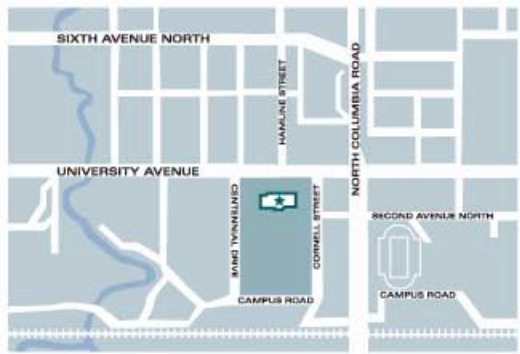 SIXTH AVENUE NORTH
HAMLINE STREET
NORTH COLUMBIA ROAD
UNIVERSITY AVENUE
CENTENNIAL DRIVE
CORNELL STREET
SECOND AVENUE NORTH
CAMPUS ROAD
CAMPUS ROAD